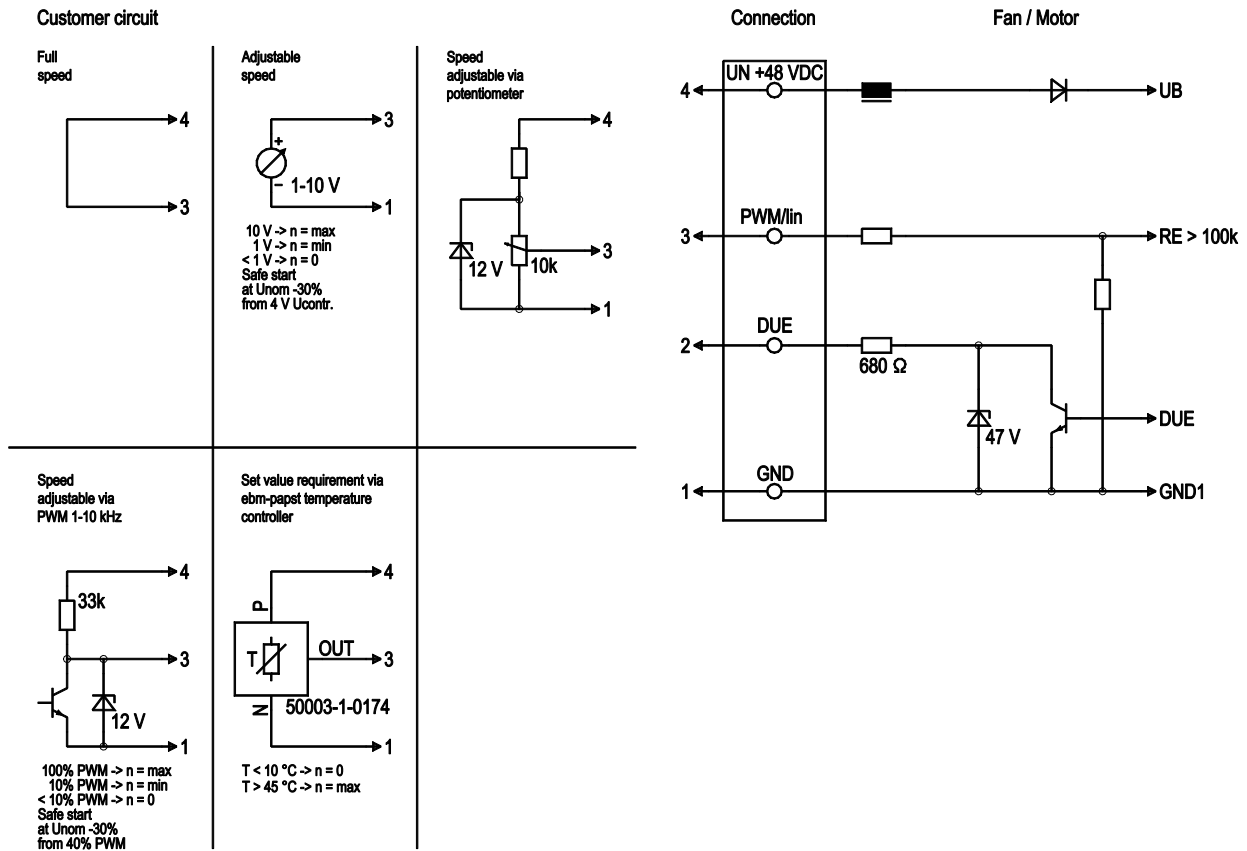 Customer circuit
Full
speed
4
3
Adjustable
speed
3
+
−
1-10 V
1
10 V -> n = max
1 V -> n = min
< 1 V -> n = 0
Safe start
at Unom -30%
from 4 V Ucontr.
Speed
adjustable via
potentiometer
4
12 V
10k
3
1
Speed
adjustable via
PWM 1-10 kHz
4
33k
3
12 V
1
100% PWM -> n = max
10% PWM -> n = min
< 10% PWM -> n = 0
Safe start
at Unom -30%
from 40% PWM
Set value requirement via
ebm-papst temperature
controller
4
P
T
OUT
3
N
50003-1-0174
1
T < 10 °C -> n = 0
T > 45 °C -> n = max
Connection
Fan / Motor
UN +48 VDC
4
UB
PWM/lin
3
RE > 100k
DUE
2
680 Ω
47 V
DUE
GND
1
GND1